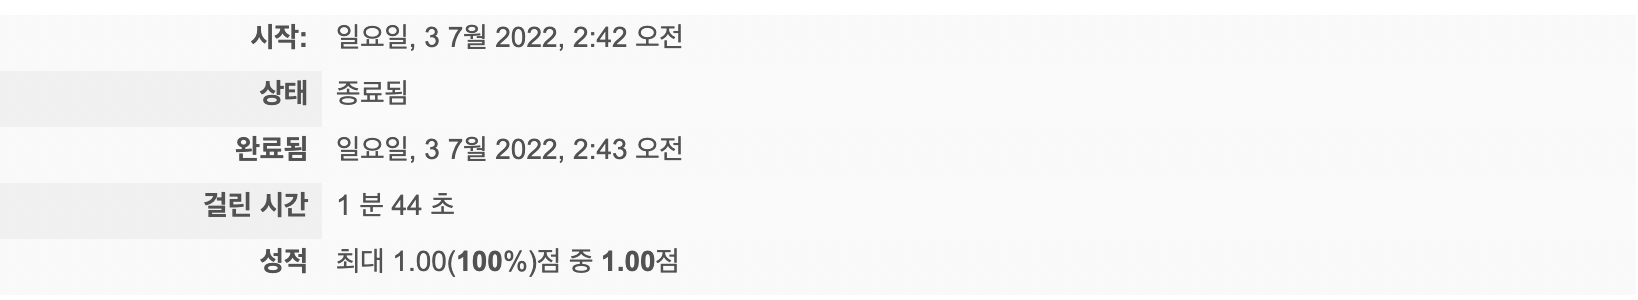 시작: 일요일, 3 7월 2022, 2:42 오전
상태 종료됨
완료됨 일요일, 3 7월 2022, 2:43 오전
걸린 시간 1 분 44 초
성적 최대 1.00(100%)점 중 1.00점